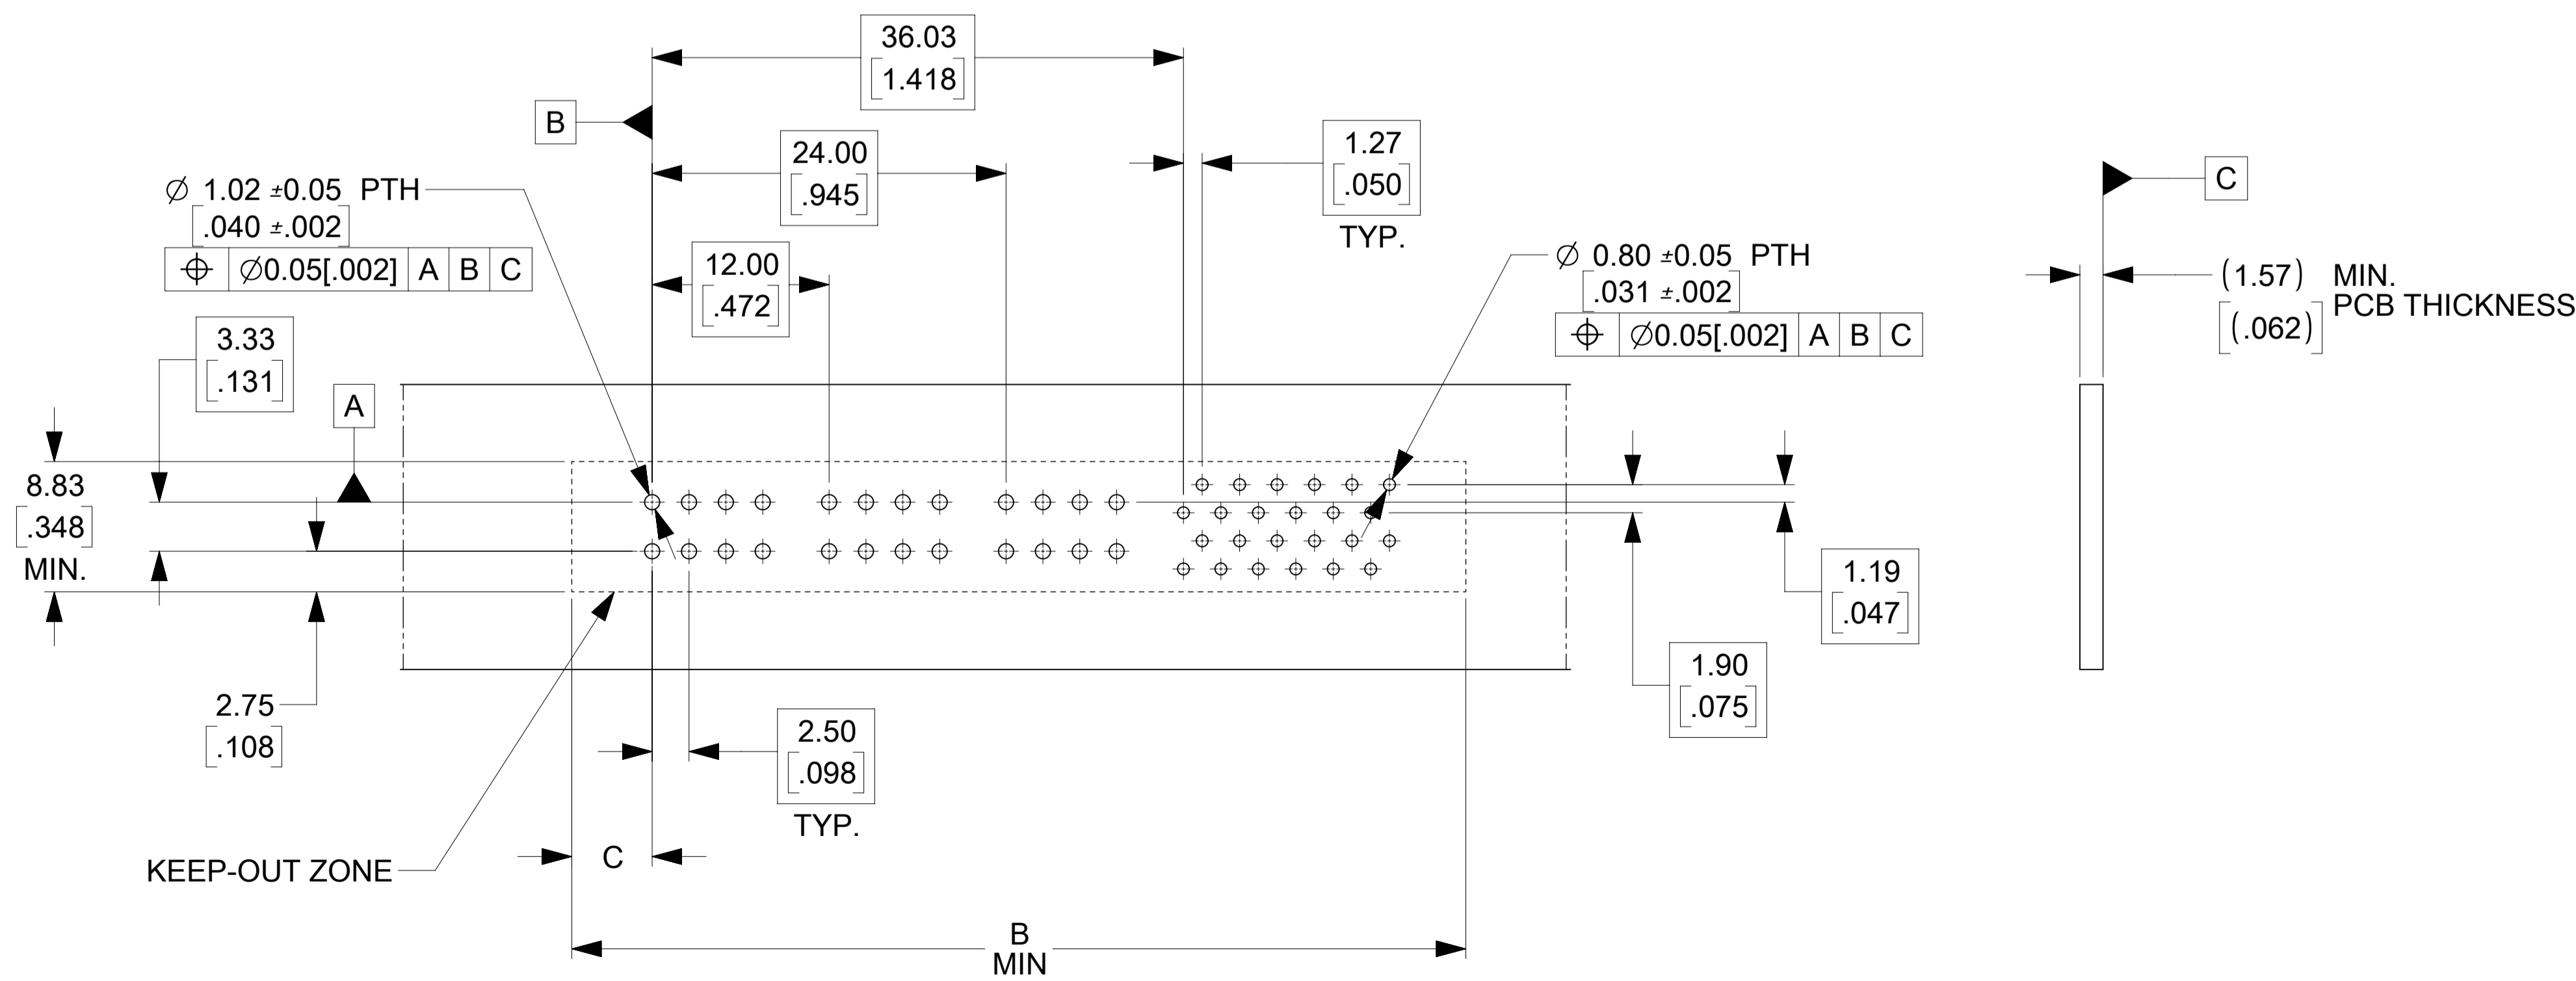 36.03
[1.418]
B
24.00
[.945]
1.27
[.050]
TYP.
C
⌀ 1.02 ±0.05 PTH
[.040 ±.002]
⌖ ⌀0.05[.002] A B C
12.00
[.472]
⌀ 0.80 ±0.05 PTH
[.031 ±.002]
⌖ ⌀0.05[.002] A B C
(1.57) MIN.
[(.062)] PCB THICKNESS
3.33
[.131]
A
8.83
[.348]
MIN.
1.19
[.047]
1.90
[.075]
2.75
[.108]
2.50
[.098]
TYP.
C
KEEP-OUT ZONE
B
MIN